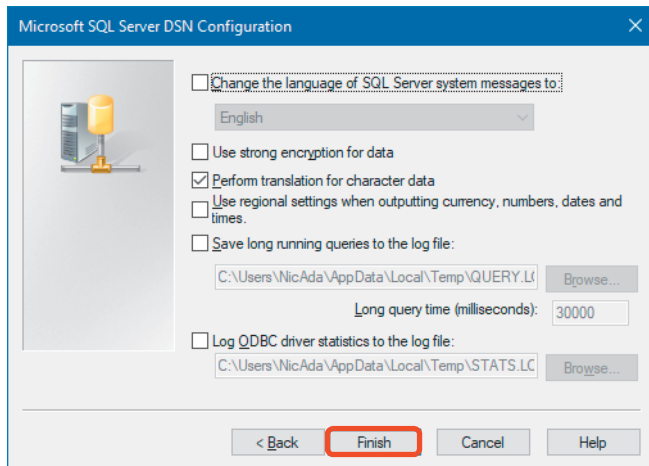 Microsoft SQL Server DSN Configuration
Change the language of SQL Server system messages to:
English
Use strong encryption for data
Perform translation for character data
Use regional settings when outputting currency, numbers, dates and
times.
Save long running queries to the log file:
C:\Users\NicAda\AppData\Local\Temp\QUERY.L
Browse...
Long query time (milliseconds):
30000
Log ODBC driver statistics to the log file:
C:\Users\NicAda\AppData\Local\Temp\STATS.LC
Browse...
< Back
Finish
Cancel
Help